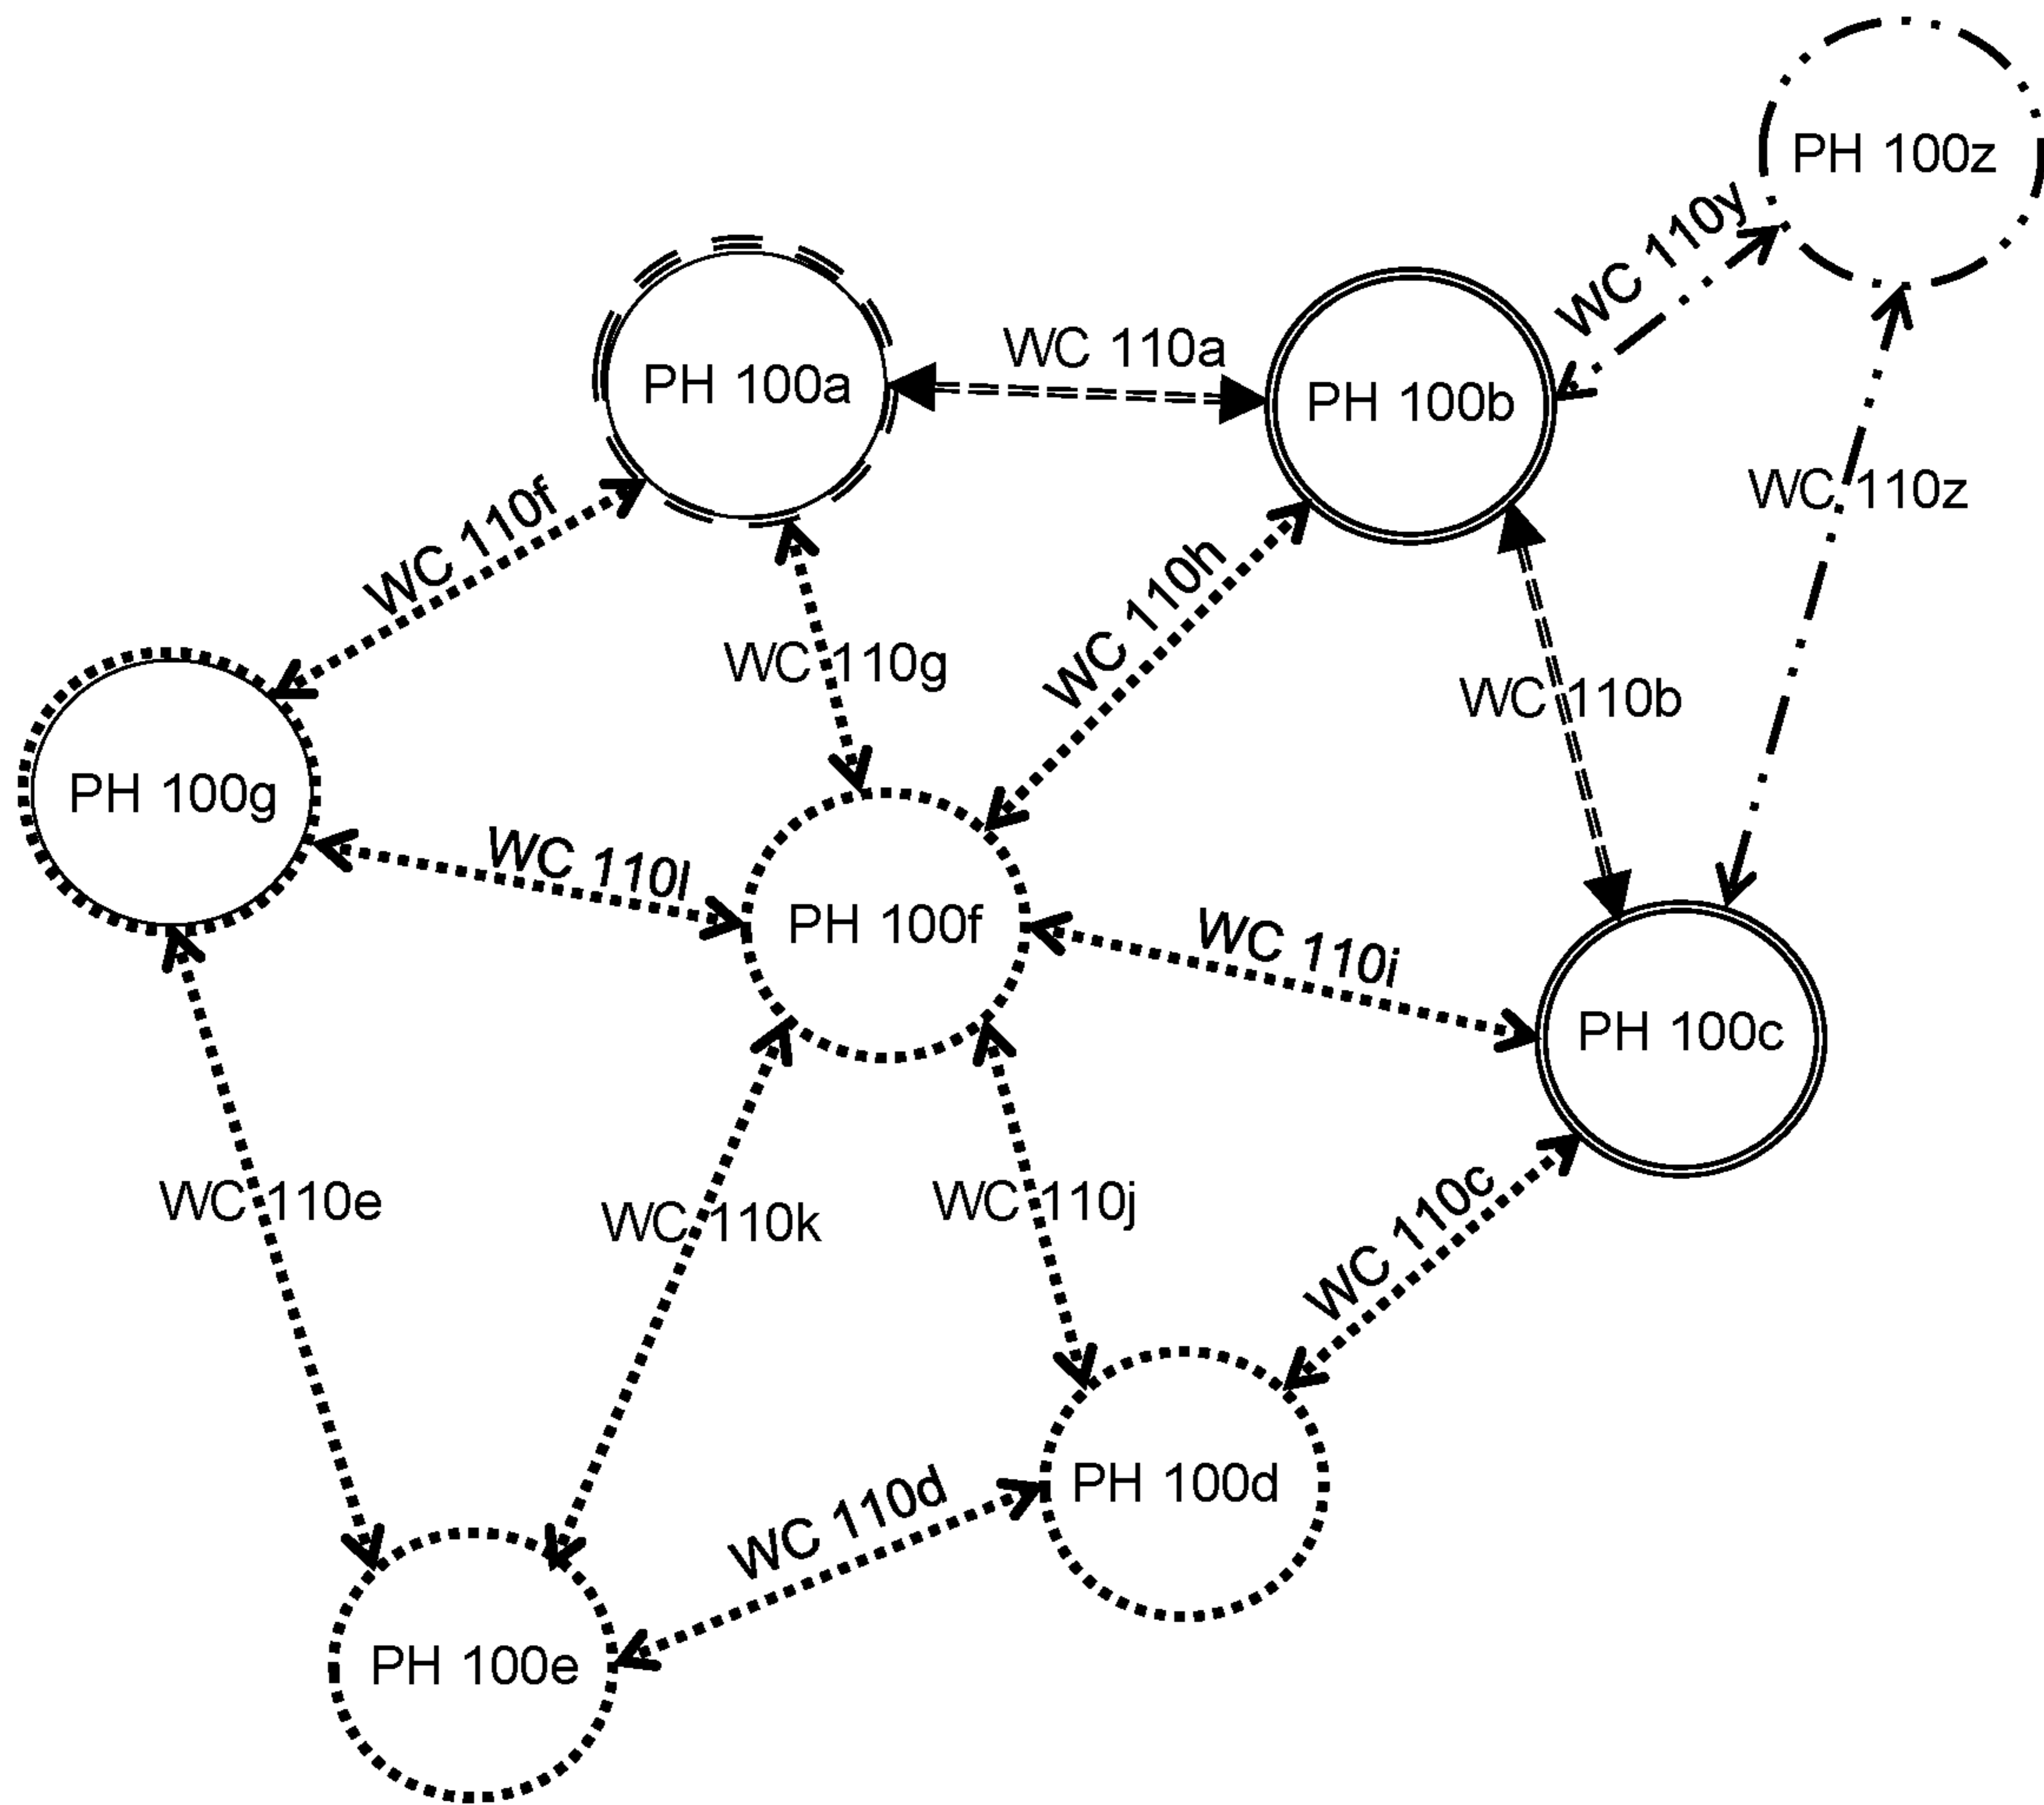 PH 100z
WC 110y
WC 110a
PH 100a
PH 100b
WC 110z
WC 110f
WC 110h
WC 110g
WC 110b
PH 100g
WC 110l
PH 100f
WC 110i
PH 100c
WC 110e
WC 110k
WC 110j
WC 110c
PH 100d
WC 110d
PH 100e